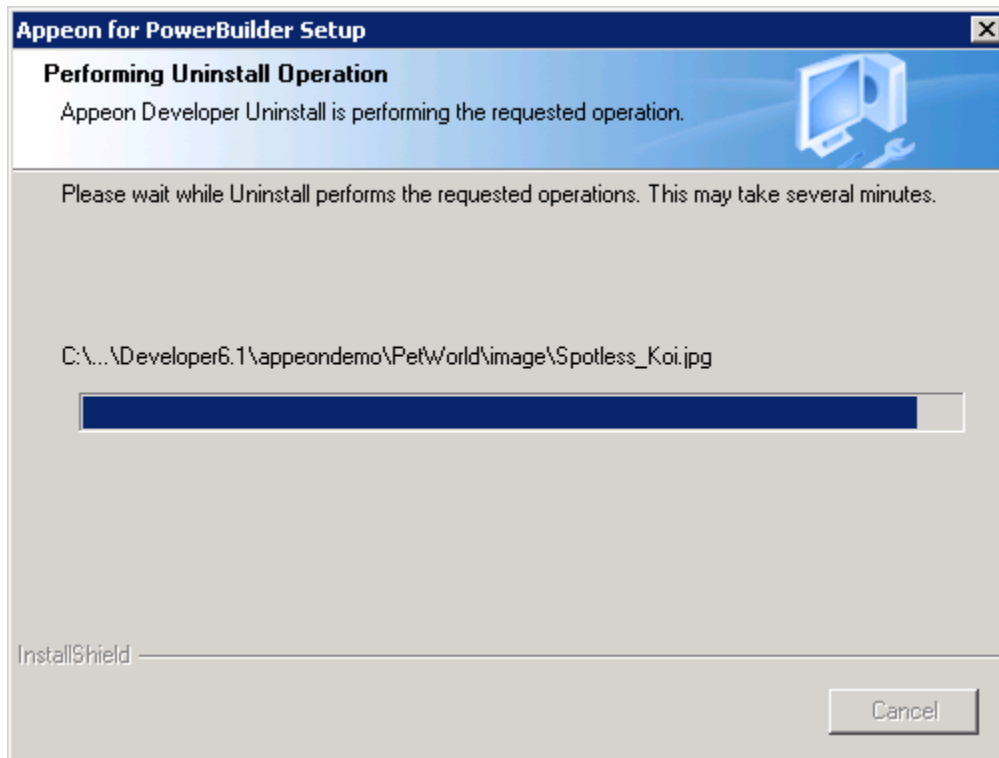 Appeon for PowerBuilder Setup
Performing Uninstall Operation
Appeon Developer Uninstall is performing the requested operation.
Please wait while Uninstall performs the requested operations. This may take several minutes.
C:\...\Developer6.1\appeondemo\PetWorld\image\Spotless_Koi.jpg
InstallShield
Cancel